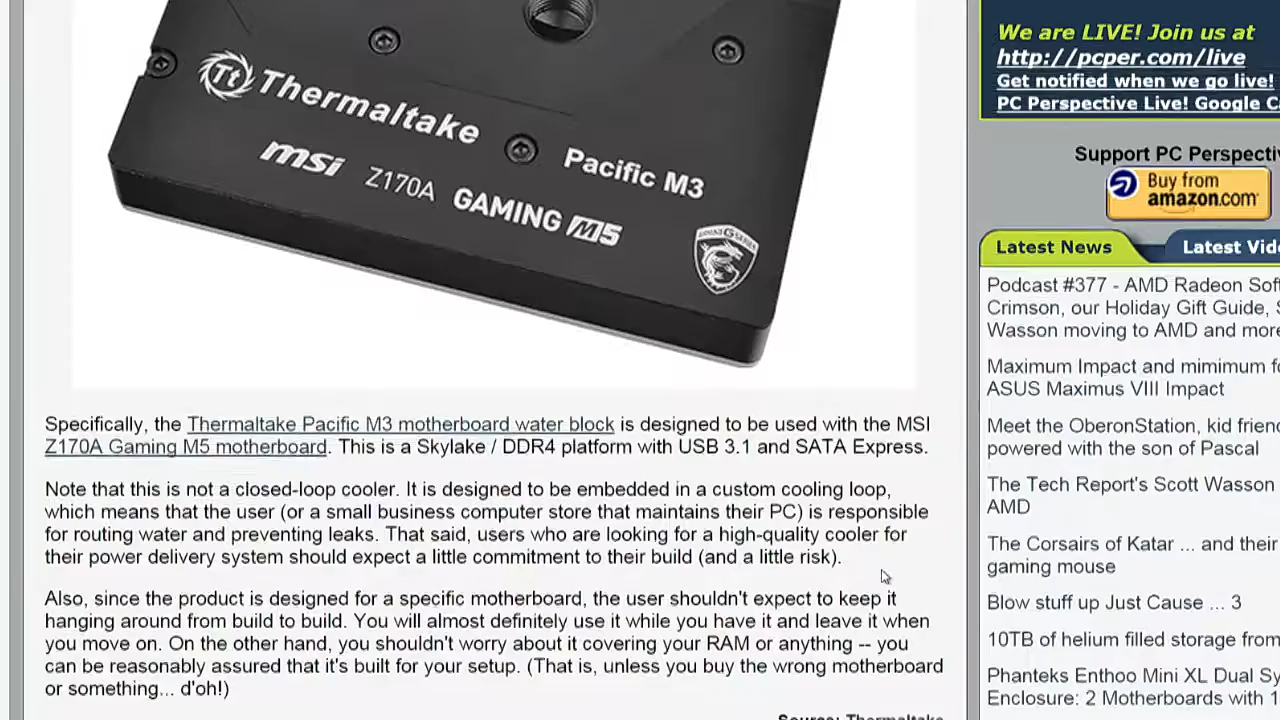 Tt Thermaltake
msi Z170A GAMING M5
Pacific M3
We are LIVE! Join us at
http://pcper.com/live
Get notified when we go live!
PC Perspective Live! Google
Support PC
Buy from
amazon.com
Latest News
Latest
Podcast #377 - AMD Radeon
Crimson, our Holiday Gift Guide,
Wasson moving to AMD and more
Maximum Impact and mimimum
ASUS Maximus VIII Impact
Meet the OberonStation, kid
powered with the son of Pascal
The Tech Report's Scott Wasson
AMD
The Corsairs of Katar ... and their
gaming mouse
Blow stuff up Just Cause ... 3
10TB of helium filled storage from
Phanteks Enthoo Mini XL Dual
Enclosure: 2 Motherboards with 1
Specifically, the Thermaltake Pacific M3 motherboard water block is designed to be used with the MSI
Z170A Gaming M5 motherboard. This is a Skylake / DDR4 platform with USB 3.1 and SATA Express.
Note that this is not a closed-loop cooler. It is designed to be embedded in a custom cooling loop,
which means that the user (or a small business computer store that maintains their PC) is responsible
for routing water and preventing leaks. That said, users who are looking for a high-quality cooler for
their power delivery system should expect a little commitment to their build (and a little risk).
Also, since the product is designed for a specific motherboard, the user shouldn't expect to keep it
hanging around from build to build. You will almost definitely use it while you have it and leave it when
you move on. On the other hand, you shouldn't worry about it covering your RAM or anything -- you
can be reasonably assured that it's built for your setup. (That is, unless you buy the wrong motherboard
or something... d'oh!)
Source: Thermaltake